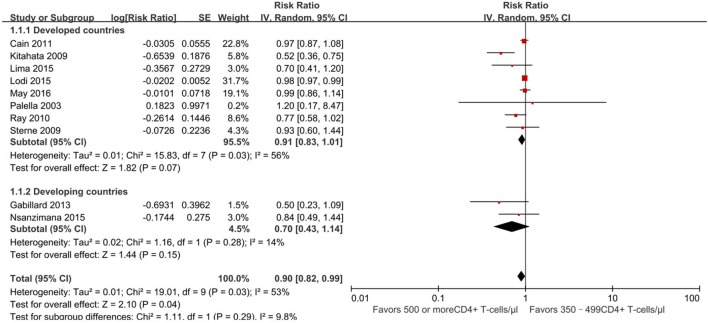 Risk Ratio Risk Ratio
Study or Subgroup log[Risk Ratio] SE Weight IV. Random. 95% CI IV. Random. 95% CI
1.1.1 Developed countries
Cain 2011 -0.0305 0.0555 22.8% 0.97 [0.87, 1.08]
Kitahata 2009 -0.6539 0.1876 5.8% 0.52 [0.36, 0.75]
Lima 2015 -0.3567 0.2729 3.0% 0.70 [0.41, 1.20]
Lodi 2015 -0.0202 0.0052 31.7% 0.98 [0.97, 0.99]
May 2016 -0.0101 0.0718 19.1% 0.99 [0.86, 1.14]
Palella 2003 0.1823 0.9971 0.2% 1.20 [0.17, 8.47]
Ray 2010 -0.2614 0.1446 8.8% 0.77 [0.58, 1.02]
Sterne 2009 -0.0726 0.2236 4.3% 0.93 [0.60, 1.44]
Subtotal (95% CI) 95.5% 0.91 [0.83, 1.01]
Heterogeneity: Tau² = 0.01; Chi² = 15.83, df = 7 (P = 0.03); I² = 56%
Test for overall effect: Z = 1.82 (P = 0.07)
1.1.2 Developing countries
Gabillard 2013 -0.6931 0.3962 1.5% 0.50 [0.23, 1.09]
Nsanzimana 2015 -0.1744 0.275 3.0% 0.84 [0.49, 1.44]
Subtotal (95% CI) 4.5% 0.70 [0.43, 1.14]
Heterogeneity: Tau² = 0.02; Chi² = 1.16, df = 1 (P = 0.28); I² = 14%
Test for overall effect: Z = 1.44 (P = 0.15)
Total (95% CI) 100.0% 0.90 [0.82, 0.99]
Heterogeneity: Tau² = 0.01; Chi² = 19.01, df = 9 (P = 0.03); I² = 53%
Test for overall effect: Z = 2.10 (P = 0.04)
Test for subgroup differences: Chi² = 1.11, df = 1 (P = 0.29), I² = 9.8%
0.01 0.1 1 10 100
Favors 500 or moreCD4+ T-cells/µl Favors 350 - 499CD4+ T-cells/µl